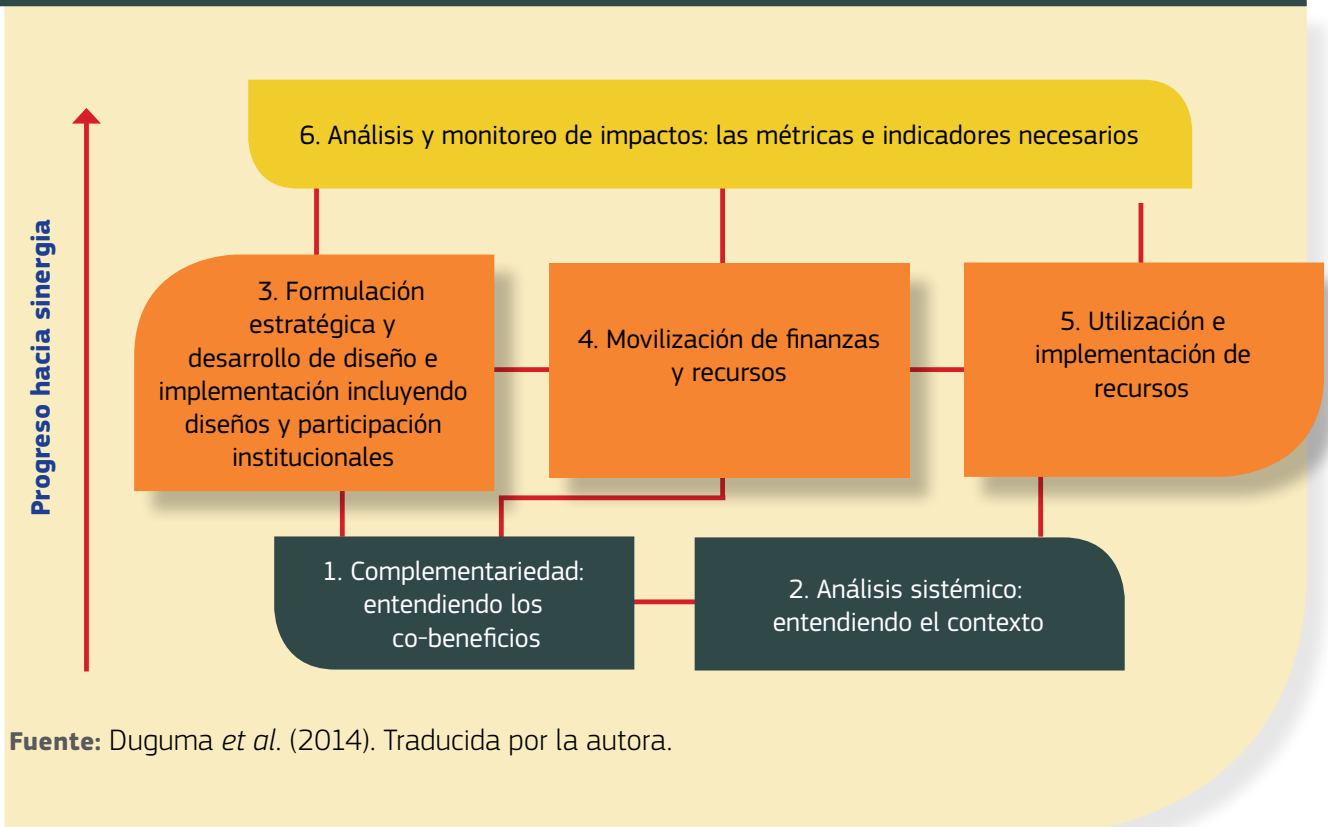 6. Análisis y monitoreo de impactos: las métricas e indicadores necesarios
Progreso hacia sinergia
3. Formulación
estratégica y
desarrollo de diseño e
implementación incluyendo
diseños y participación
institucionales
4. Movilización de finanzas
y recursos
5. Utilización e
implementación de
recursos
1. Complementariedad:
entendiendo los
co-beneficios
2. Análisis sistémico:
entendiendo el contexto
Fuente: Duguma et al. (2014). Traducida por la autora.